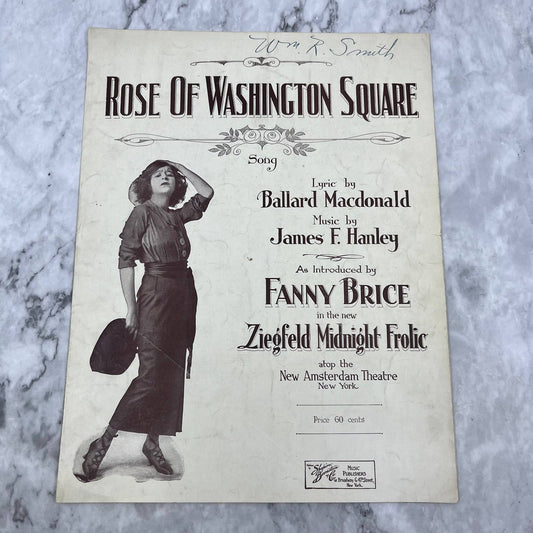 Wm. R. Smith
ROSE OF WASHINGTON SQUARE
Song
Lyric by
Ballard Macdonald
Music by
James F. Hanley
As Introduced by
FANNY BRICE
in the new
Ziegfeld Midnight Frolic
atop the
New Amsterdam Theatre
New York
Price 60 cents
MUSIC
PUBLISHERS
New York.